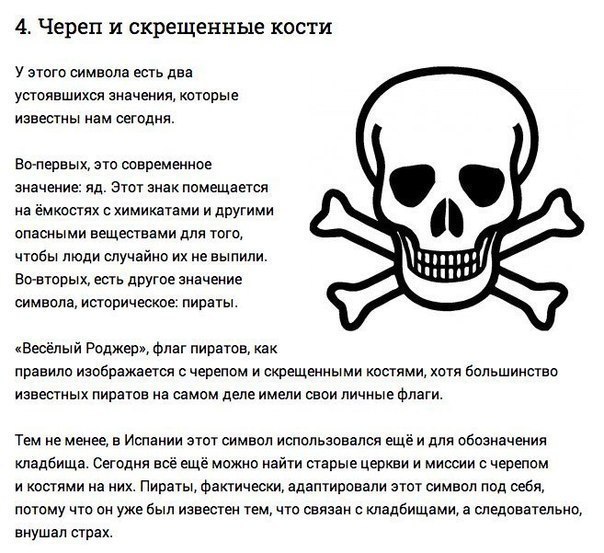 4. Череп и скрещенные кости
У этого символа есть два
устоявшихся значения, которые
известны нам сегодня.
Во-первых, это современное
значение: яд. Этот знак помещается
на ёмкостях с химикатами и другими
опасными веществами для того,
чтобы люди случайно их не выпили.
Во-вторых, есть другое значение
символа, историческое: пираты.
«Весёлый Роджер», флаг пиратов, как
правило изображается с черепом и скрещенными костями, хотя большинство
известных пиратов на самом деле имели свои личные флаги.
Тем не менее, в Испании этот символ использовался ещё и для обозначения
кладбища. Сегодня всё ещё можно найти старые церкви и миссии с черепом
и костями на них. Пираты, фактически, адаптировали этот символ под себя,
потому что он уже был известен тем, что связан с кладбищами, а следовательно,
внушал страх.